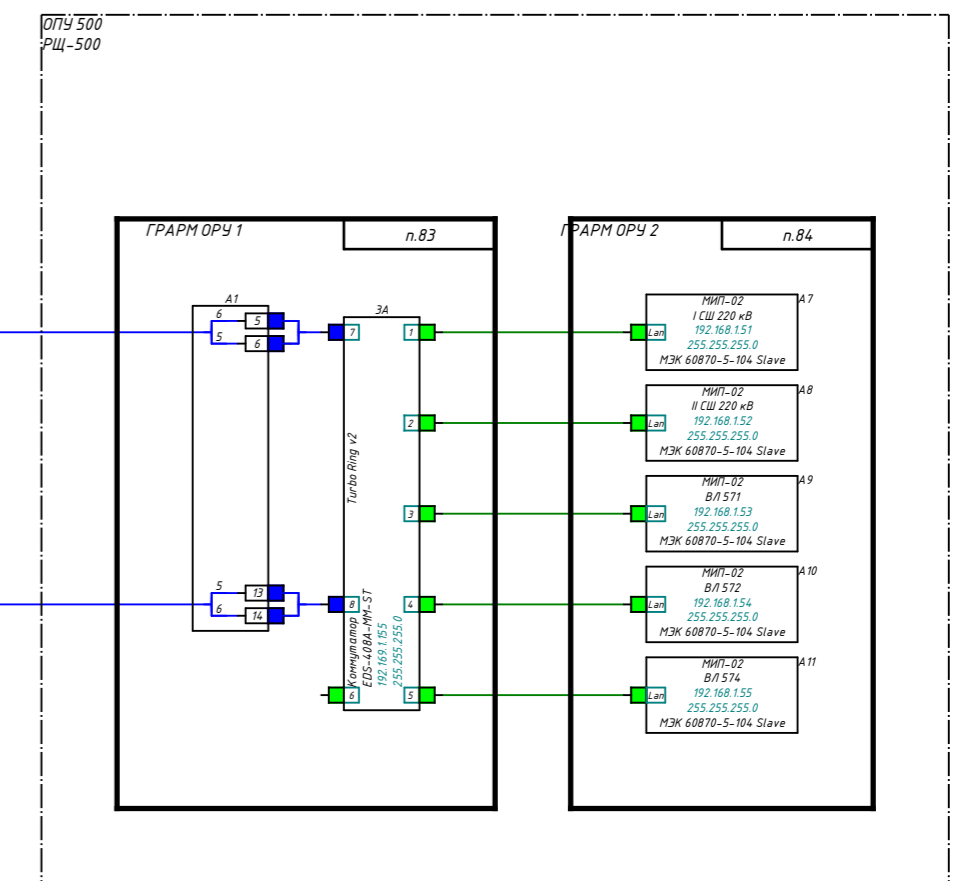 ОПУ 500
РЩ-500
ГРАРМ ОРУ 1
п.83
А1
6
5
5
6
5
13
6
14
3А
7
8
6
1
2
3
4
5
Turbo Ring v2
Коммутатор
EDS-408A-MM-ST
192.169.1.155
255.255.255.0
ГРАРМ ОРУ 2
п.84
МИП-02
А7
I СШ 220 кВ
192.168.1.51
Lan
255.255.255.0
МЭК 60870-5-104 Slave
МИП-02
А8
II СШ 220 кВ
192.168.1.52
Lan
255.255.255.0
МЭК 60870-5-104 Slave
МИП-02
А9
ВЛ 571
192.168.1.53
Lan
255.255.255.0
МЭК 60870-5-104 Slave
МИП-02
А10
ВЛ 572
192.168.1.54
Lan
255.255.255.0
МЭК 60870-5-104 Slave
МИП-02
А11
ВЛ 574
192.168.1.55
Lan
255.255.255.0
МЭК 60870-5-104 Slave